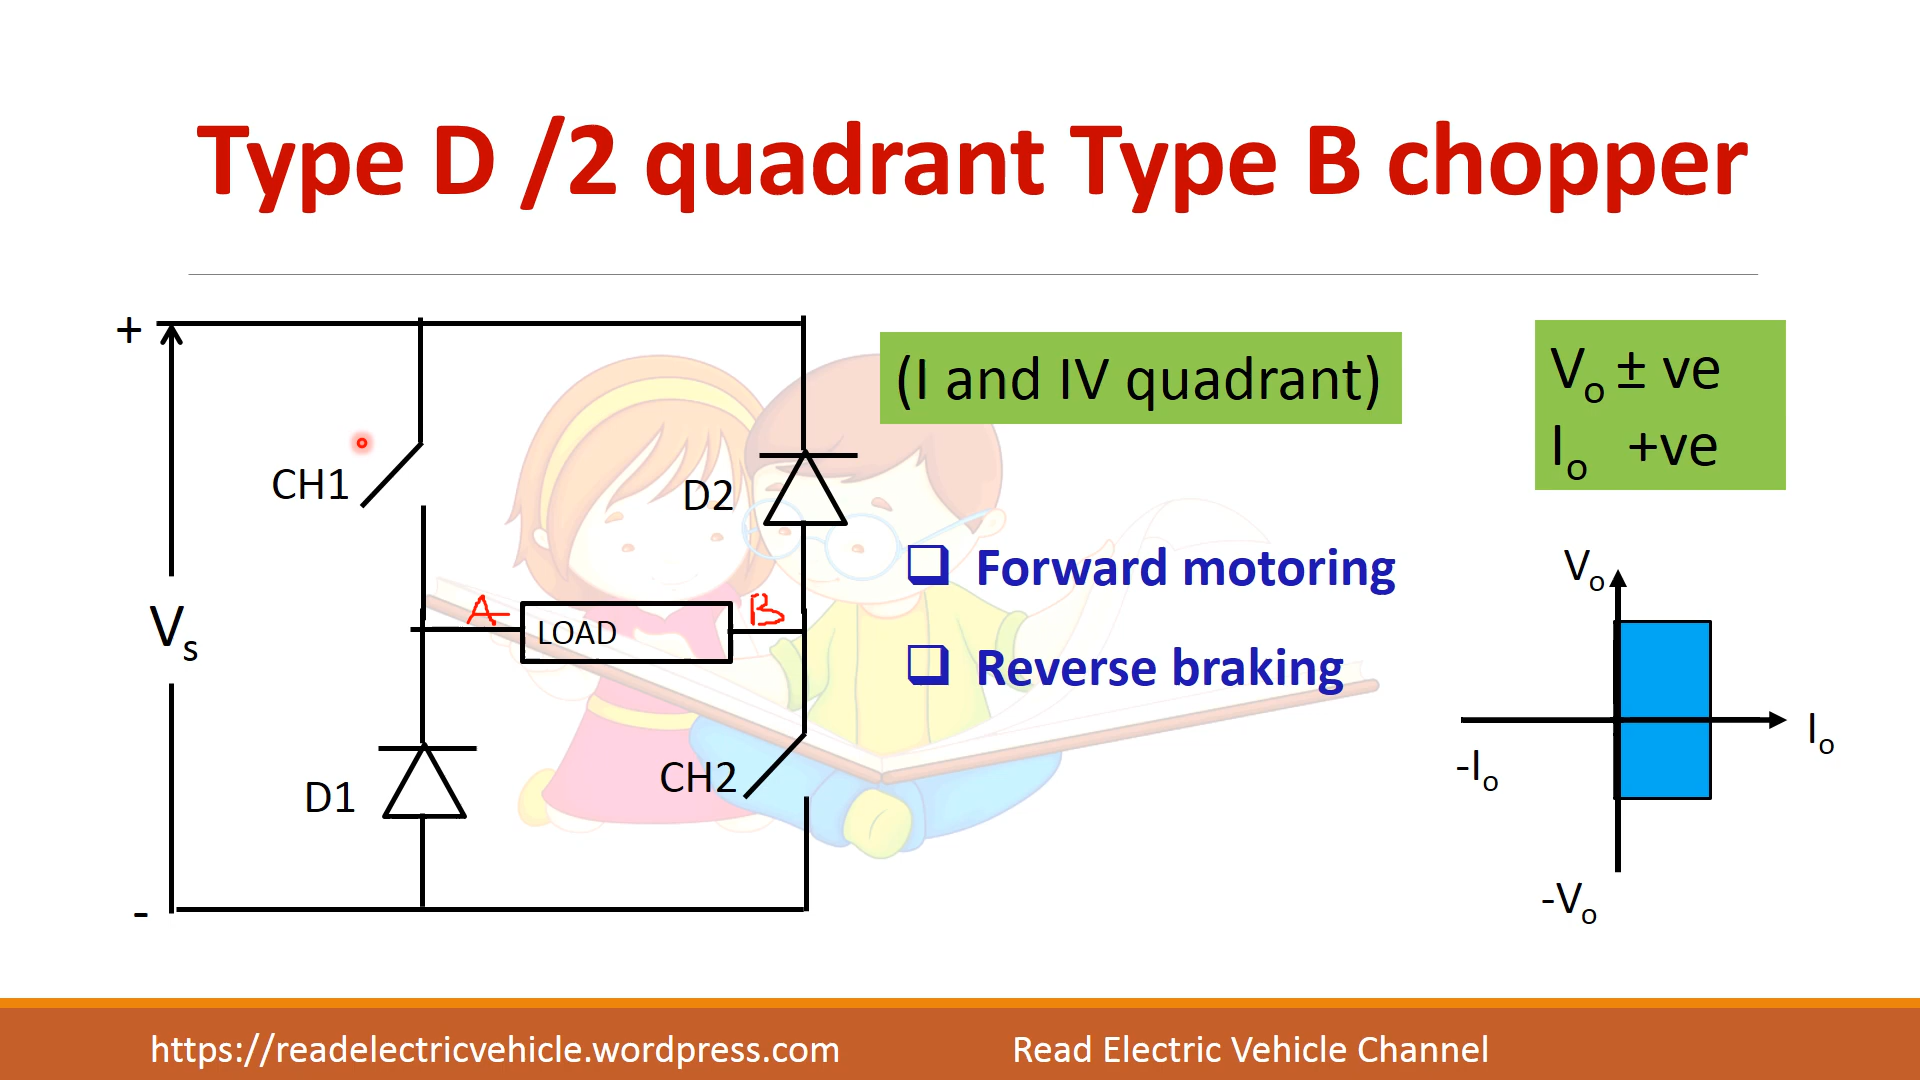 Type D /2 quadrant Type B chopper
+
CH1
D2
Vs
A
LOAD
B
D1
CH2
-
(I and IV quadrant)
Forward motoring
Reverse braking
Vo ± ve
Io +ve
Vo
Io
-Io
-Vo
https://readelectricvehicle.wordpress.com
Read Electric Vehicle Channel